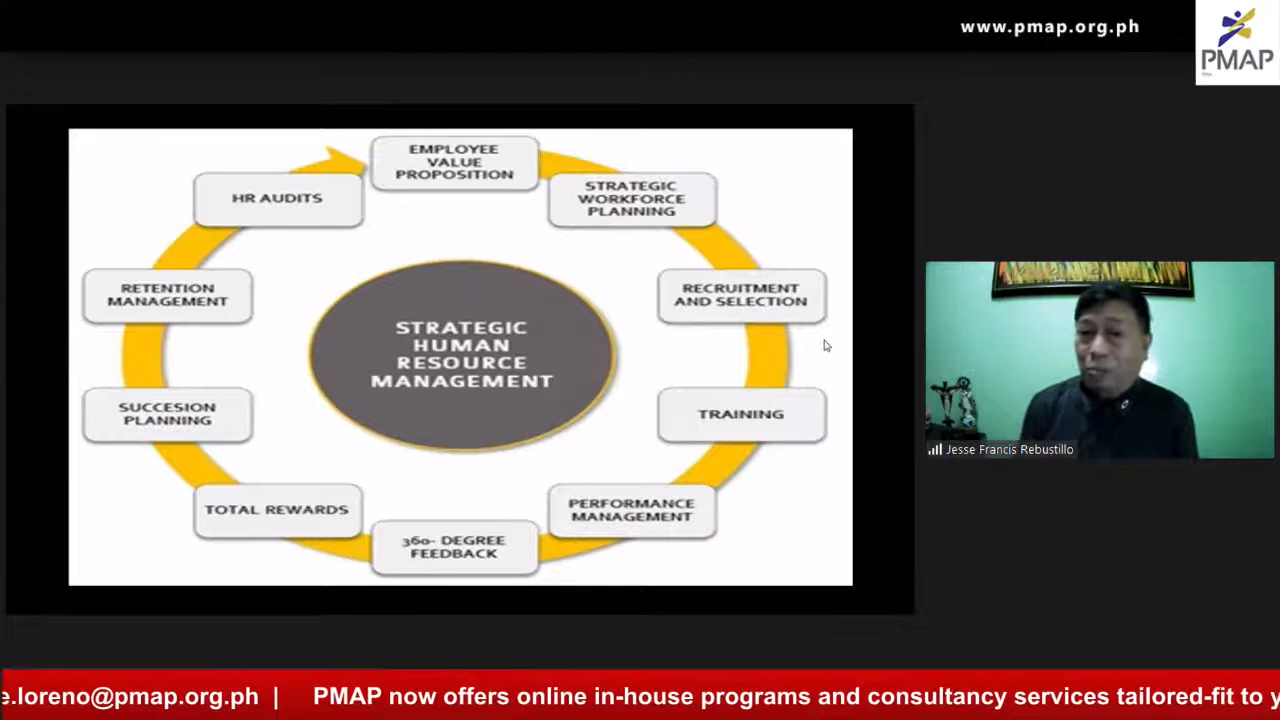 www.pmap.org.ph
PMAP
EMPLOYEE
VALUE
PROPOSITION
STRATEGIC
WORKFORCE
PLANNING
RECRUITMENT
AND SELECTION
TRAINING
PERFORMANCE
MANAGEMENT
360- DEGREE
FEEDBACK
TOTAL REWARDS
SUCCESION
PLANNING
RETENTION
MANAGEMENT
HR AUDITS
STRATEGIC
HUMAN
RESOURCE
MANAGEMENT
Jesse Francis Rebustillo
e.loreno@pmap.org.ph | PMAP now offers online in-house programs and consultancy services tailored-fit to y